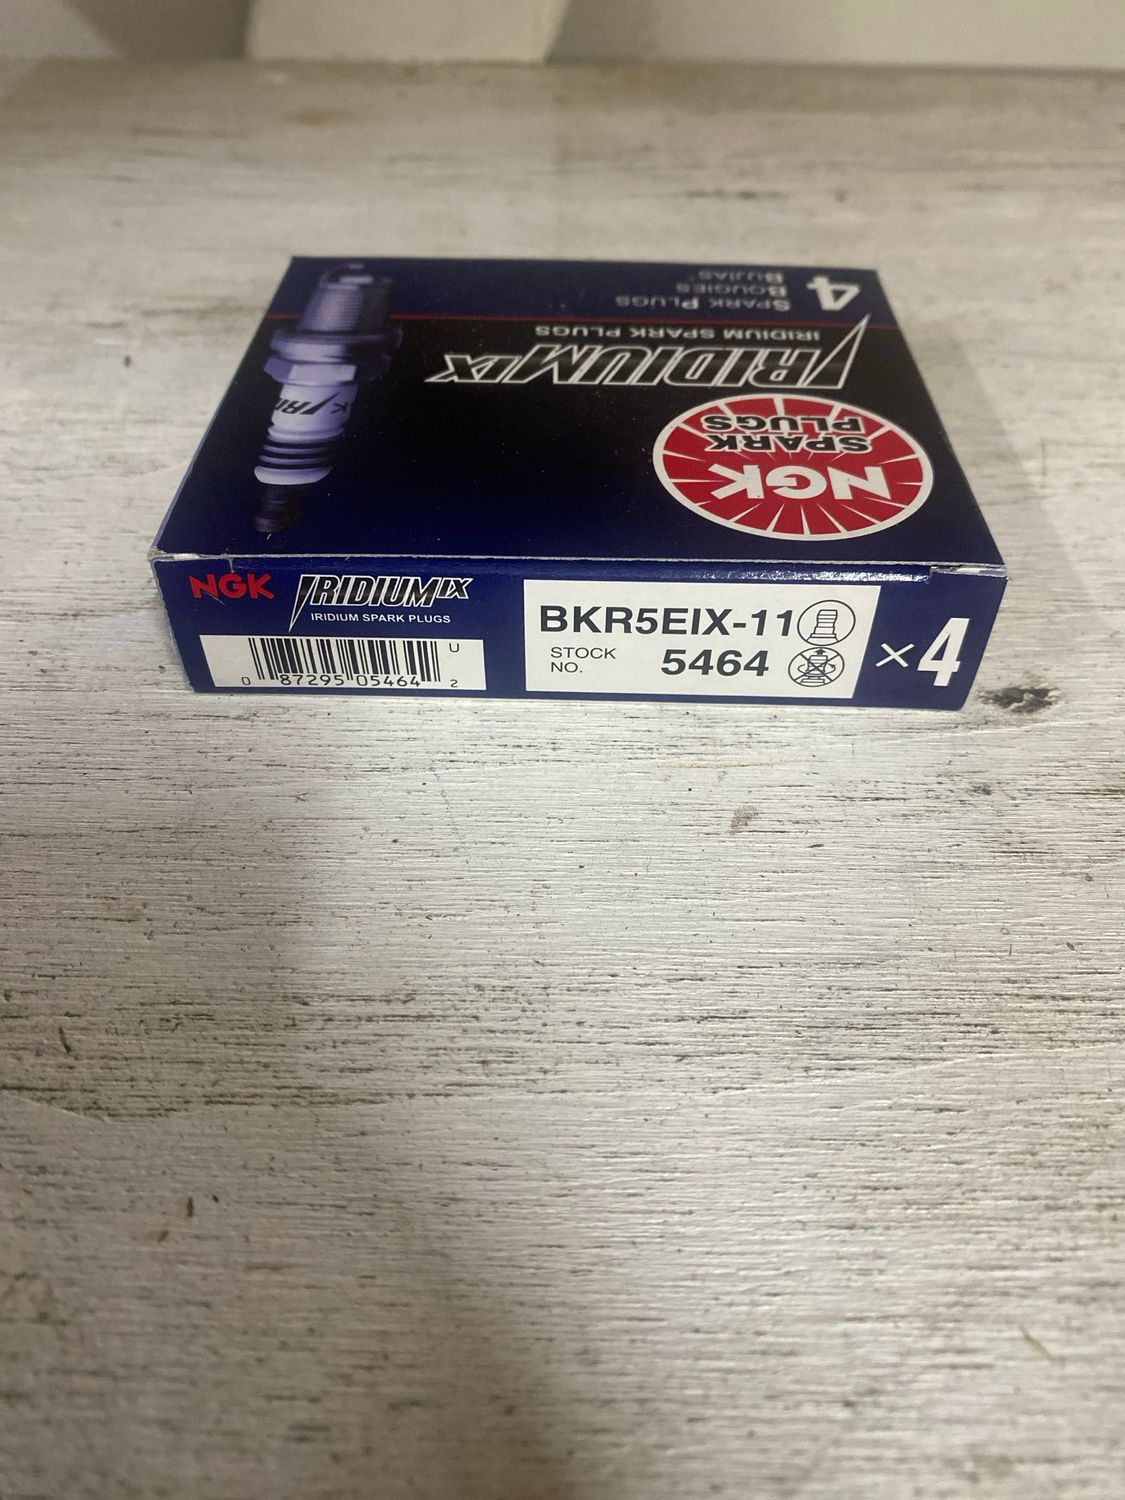 4
SPARK PLUGS
BOUGIES
BUJÍAS
IRIDIUM SPARK PLUGS
IRIDIUM IX
NGK
SPARK
PLUGS
NGK
IRIDIUM IX
IRIDIUM SPARK PLUGS
U
0 87295 05464 2
BKR5EIX-11
STOCK
NO.
5464
×4